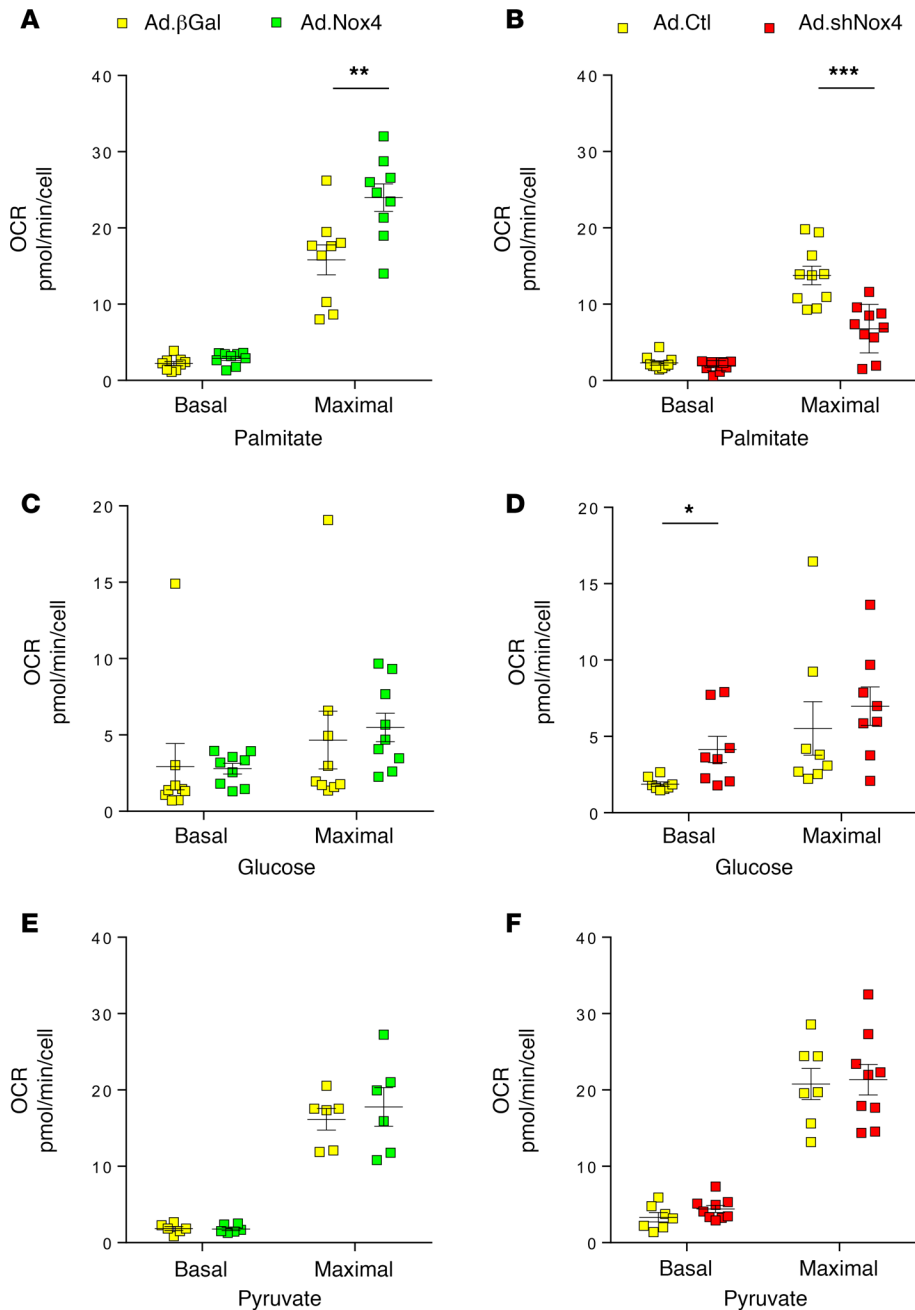 A Ad.βGal Ad.Nox4
**
40
30
20
10
0
OCR
pmol/min/cell
Basal Maximal
Palmitate
B Ad.Ctl Ad.shNox4
***
40
30
20
10
0
OCR
pmol/min/cell
Basal Maximal
Palmitate
C
20
15
10
5
0
OCR
pmol/min/cell
Basal Maximal
Glucose
D
*
20
15
10
5
0
OCR
pmol/min/cell
Basal Maximal
Glucose
E
40
30
20
10
0
OCR
pmol/min/cell
Basal Maximal
Pyruvate
F
40
30
20
10
0
OCR
pmol/min/cell
Basal Maximal
Pyruvate